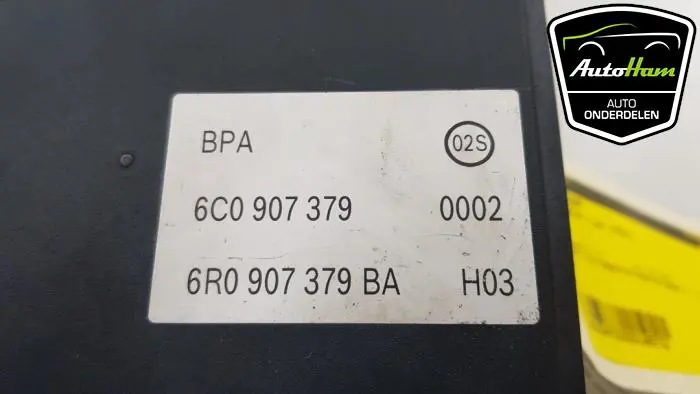 BPA 02S
6C0 907 379 0002
6R0 907 379 BA H03
AutoHam
AUTO
ONDERDELEN